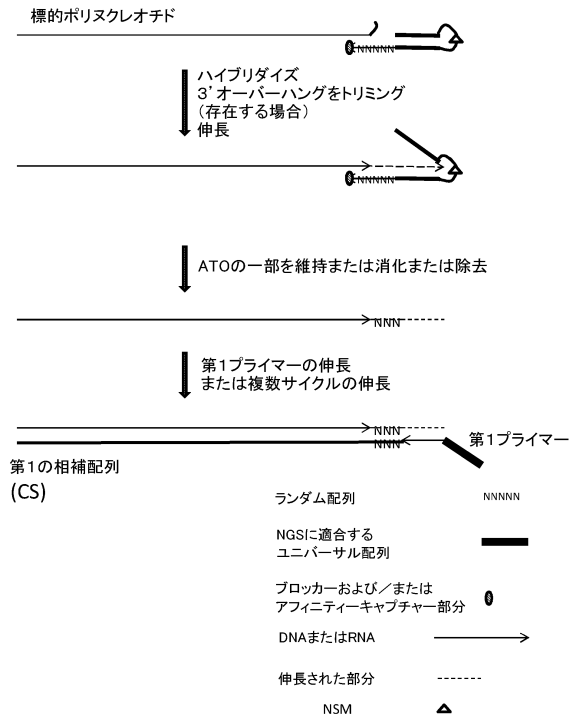 標的ポリヌクレオチド
NNNNN
ハイブリダイズ
3’オーバーハングをトリミング
(存在する場合)
伸長
NNNNN
ATOの一部を維持または消化または除去
NNN
第1プライマーの伸長
または複数サイクルの伸長
NNN
NNN
第1プライマー
第1の相補配列
(CS)
ランダム配列 NNNNN
NGSに適合する
ユニバーサル配列
ブロッカーおよび/または
アフィニティーキャプチャー部分
DNAまたはRNA
伸長された部分
NSM